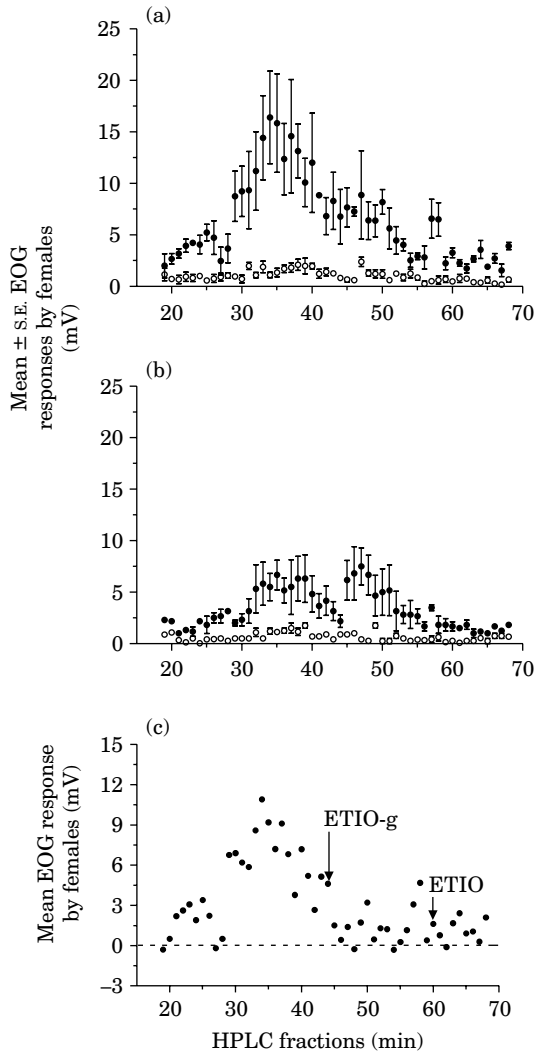 (a)
25
20
15
10
5
0
20 30 40 50 60 70
Mean ± S.E. EOG
responses by females
(mV)
(b)
25
20
15
10
5
0
20 30 40 50 60 70
(c)
15
12
9
6
3
0
–3
Mean EOG response
by females (mV)
ETIO-g
ETIO
20 30 40 50 60 70
HPLC fractions (min)